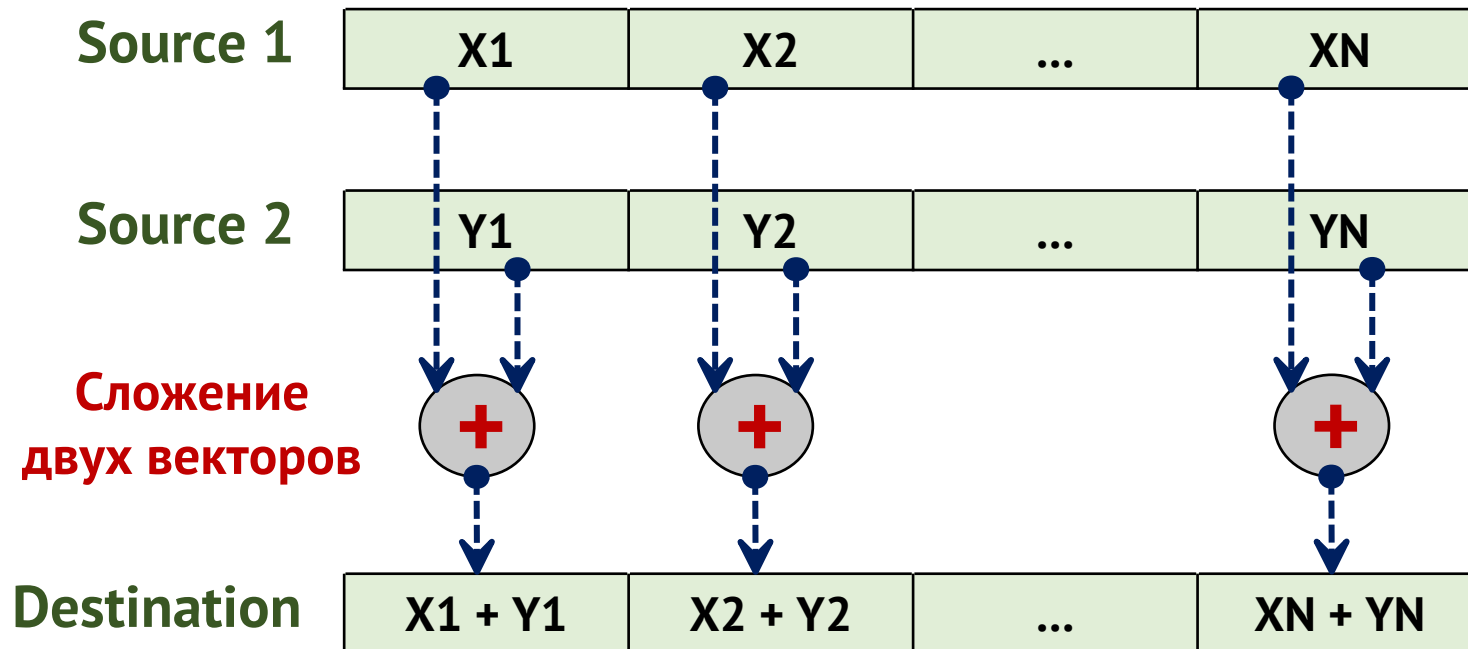 Source 1 X1 X2 ... XN
Source 2 Y1 Y2 ... YN
Сложение
двух векторов
+ + +
Destination X1 + Y1 X2 + Y2 ... XN + YN